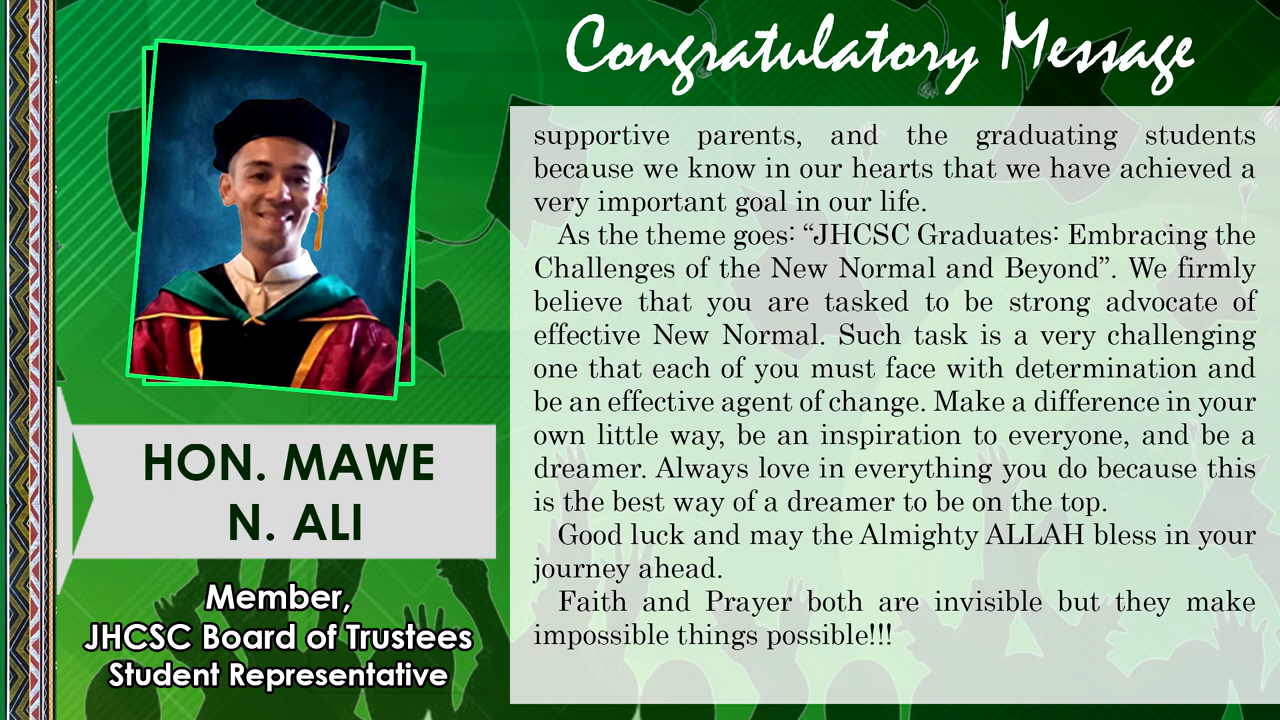 Congratulatory Message
supportive parents, and the graduating students
because we know in our hearts that we have achieved a
very important goal in our life.
As the theme goes: “JHCSC Graduates: Embracing the
Challenges of the New Normal and Beyond”. We firmly
believe that you are tasked to be strong advocate of
effective New Normal. Such task is a very challenging
one that each of you must face with determination and
be an effective agent of change. Make a difference in your
own little way, be an inspiration to everyone, and be a
dreamer. Always love in everything you do because this
is the best way of a dreamer to be on the top.
Good luck and may the Almighty ALLAH bless in your
journey ahead.
Faith and Prayer both are invisible but they make
impossible things possible!!!
HON. MAWE
N. ALI
Member,
JHCSC Board of Trustees
Student Representative